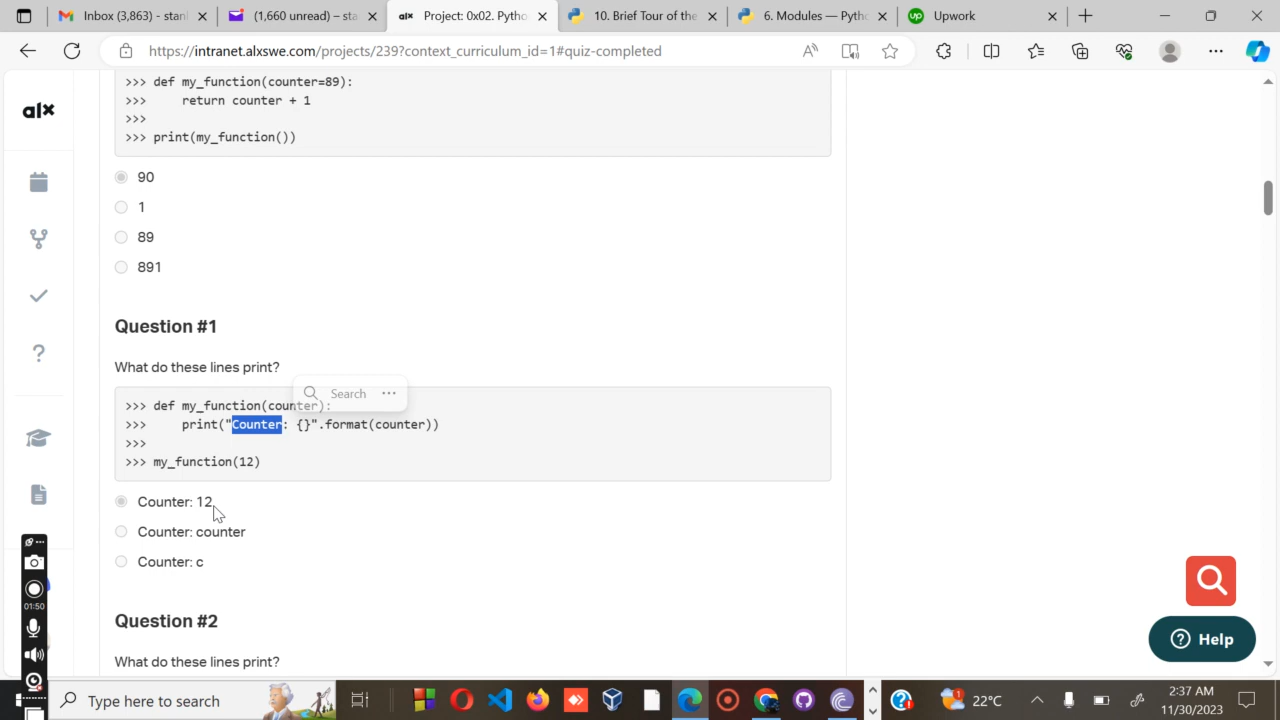 Inbox (3,863) - stanl
(1,660 unread) – sta
Project: 0x02. Pytho
10. Brief Tour of the
6. Modules — Pyth
Upwork
https://intranet.alxswe.com/projects/239?context_curriculum_id=1#quiz-completed
alx
>>> def my_function(counter=89):
>>>     return counter + 1
>>>
>>> print(my_function())
90
1
89
891
Question #1
What do these lines print?
Search
>>> def my_function(counter):
>>>     print("Counter: {}".format(counter))
>>>
>>> my_function(12)
Counter: 12
Counter: counter
Counter: c
Question #2
What do these lines print?
01:50
Help
Type here to search
22°C
2:37 AM
11/30/2023